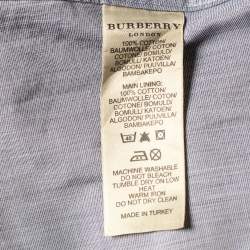 BURBERRY
LONDON
100% COTTON/
BAUMWOLLE/ COTON/
COTONE/ BOMULD/
BOMULL/ KATOEN/
ALGODON/ PUUVILLA/
BAMBAKEPO
MAIN LINING:
100% COTTON/
BAUMWOLLE/ COTON/
COTONE/ BOMULD/
BOMULL/ KATOEN/
ALGODON/ PUUVILLA/
BAMBAKEPO
MACHINE WASHABLE
DO NOT BLEACH
TUMBLE DRY ON LOW
HEAT
WARM IRON
DO NOT DRY CLEAN
MADE IN TURKEY